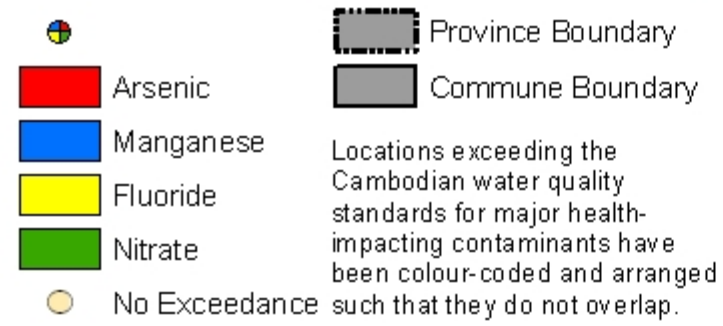 Arsenic
Manganese
Fluoride
Nitrate
No Exceedance
Province Boundary
Commune Boundary
Locations exceeding the
Cambodian water quality
standards for major health-
impacting contaminants have
been colour-coded and arranged
such that they do not overlap.